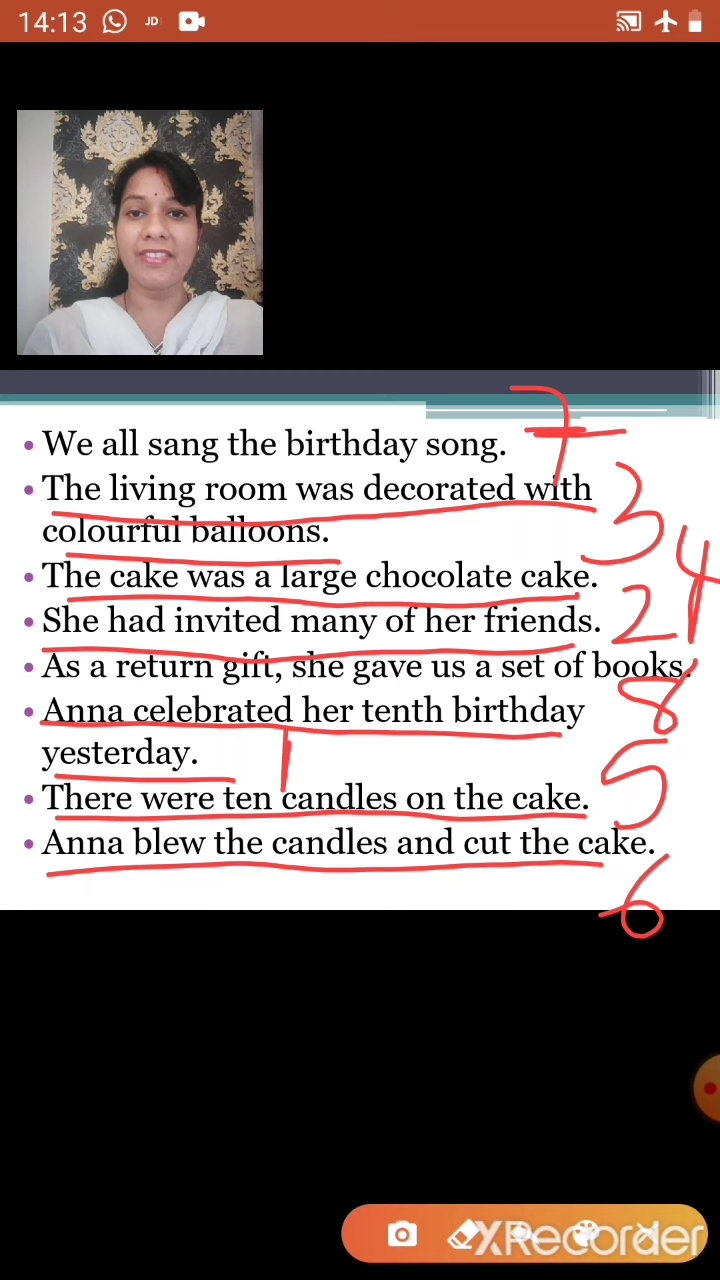 14:13 JD
• We all sang the birthday song. 7
• The living room was decorated with
colourful balloons. 3
• The cake was a large chocolate cake. 4
• She had invited many of her friends. 2
• As a return gift, she gave us a set of books. 8
• Anna celebrated her tenth birthday
yesterday. 1
• There were ten candles on the cake. 5
• Anna blew the candles and cut the cake. 6
XRecorder